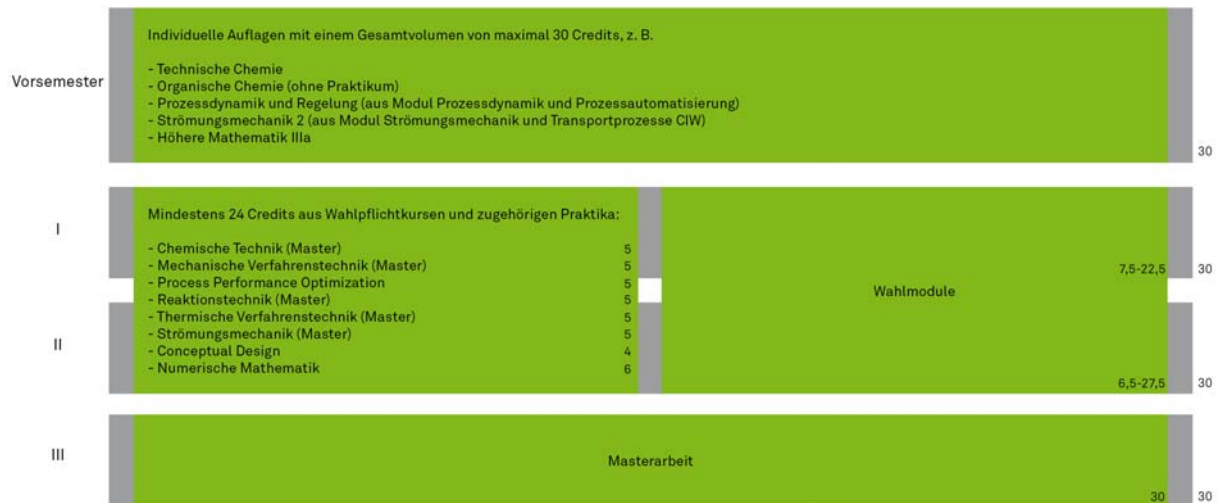 Vorsemester
Individuelle Auflagen mit einem Gesamtvolumen von maximal 30 Credits, z. B.
- Technische Chemie
- Organische Chemie (ohne Praktikum)
- Prozessdynamik und Regelung (aus Modul Prozessdynamik und Prozessautomatisierung)
- Strömungsmechanik 2 (aus Modul Strömungsmechanik und Transportprozesse CIW)
- Höhere Mathematik IIIa
30
I
Mindestens 24 Credits aus Wahlpflichtkursen und zugehörigen Praktika:
- Chemische Technik (Master) 5
- Mechanische Verfahrenstechnik (Master) 5
- Process Performance Optimization 5
- Reaktionstechnik (Master) 5
- Thermische Verfahrenstechnik (Master) 5
- Strömungsmechanik (Master) 5
- Conceptual Design 4
- Numerische Mathematik 6
7,5-22,5
30
Wahlmodule
II
6,5-27,5
30
III
Masterarbeit
30
30